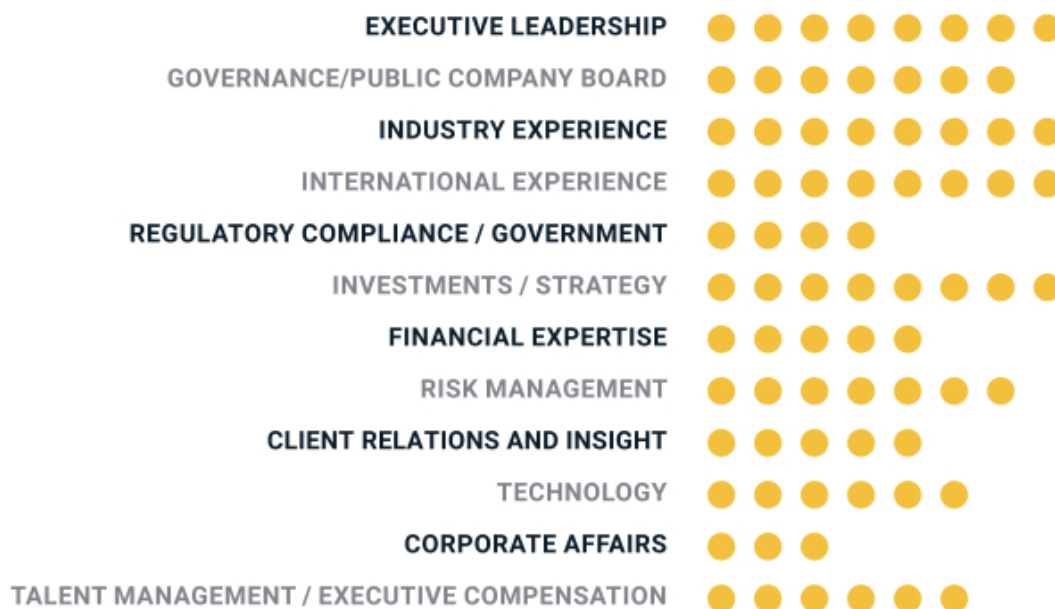 EXECUTIVE LEADERSHIP
GOVERNANCE/PUBLIC COMPANY BOARD
INDUSTRY EXPERIENCE
INTERNATIONAL EXPERIENCE
REGULATORY COMPLIANCE / GOVERNMENT
INVESTMENTS / STRATEGY
FINANCIAL EXPERTISE
RISK MANAGEMENT
CLIENT RELATIONS AND INSIGHT
TECHNOLOGY
CORPORATE AFFAIRS
TALENT MANAGEMENT / EXECUTIVE COMPENSATION